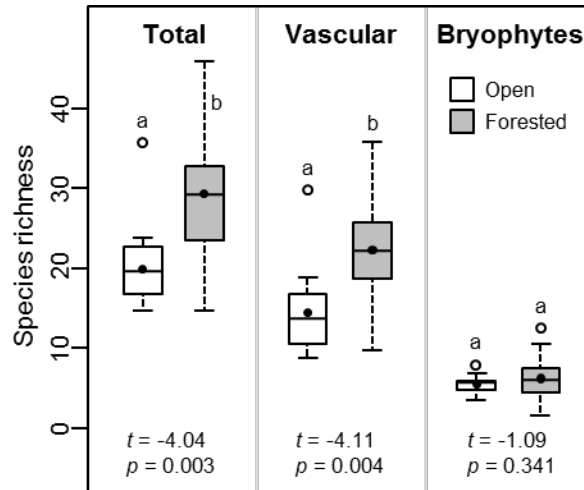 Total
Vascular
Bryophytes
Open
Forested
Species richness
40
30
20
10
0
a
b
a
b
a
a
t = -4.04
p = 0.003
t = -4.11
p = 0.004
t = -1.09
p = 0.341